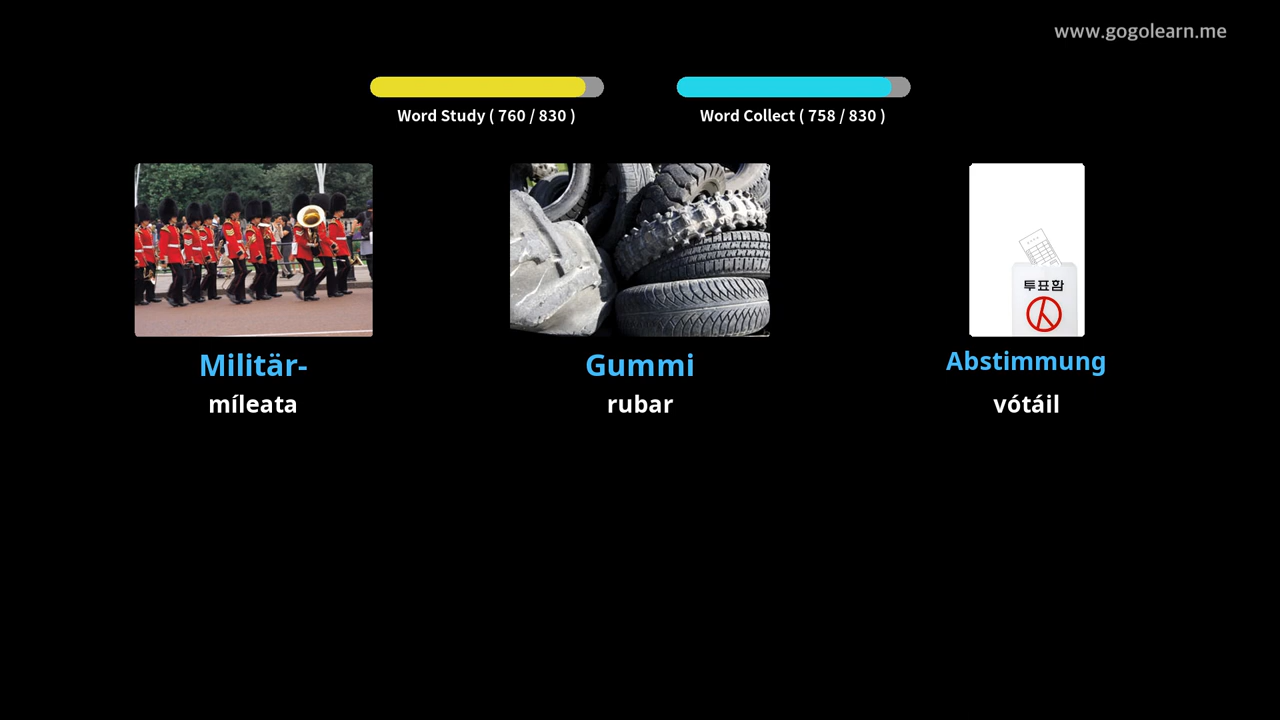 www.gogolearn.me
Word Study ( 760 / 830 )
Word Collect ( 758 / 830 )
투표함
Militär-
míleata
Gummi
rubar
Abstimmung
vótáil